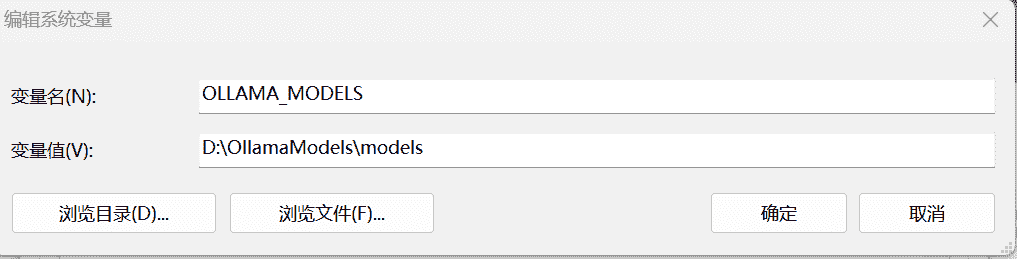 编辑系统变量
变量名(N): OLLAMA_MODELS
变量值(V): D:\OllamaModels\models
浏览目录(D)... 浏览文件(F)... 确定 取消